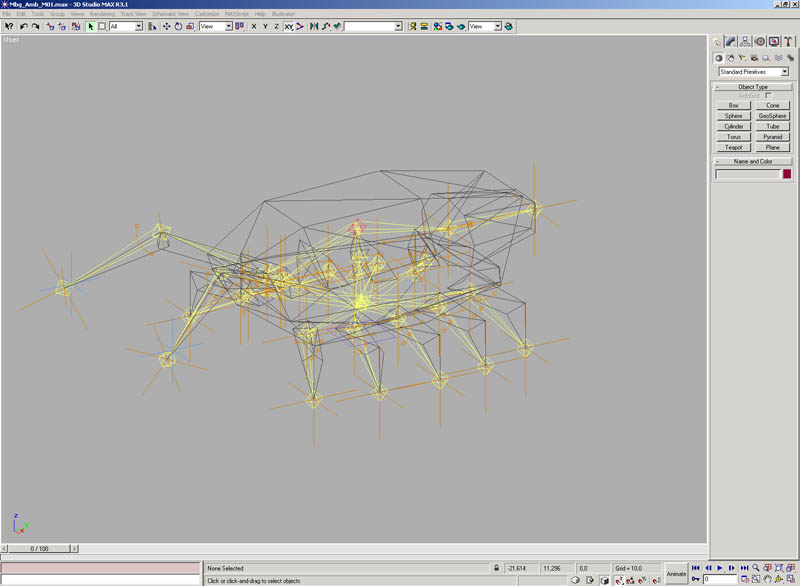 Mbg_Amb_M01.max - 3D Studio MAX R3.1
File Edit Tools Group Views Rendering Track View Schematic View Customize MAXScript Help Illustrate!
All View X Y Z XY View
User
Standard Primitives
- Object Type
AutoGrid
Box Cone
Sphere GeoSphere
Cylinder Tube
Torus Pyramid
Teapot Plane
- Name and Color
z
y
x
< 0 / 100 >
None Selected -21,614 11,296 0,0 Grid = 10,0
Animate
Click or click-and-drag to select objects 0